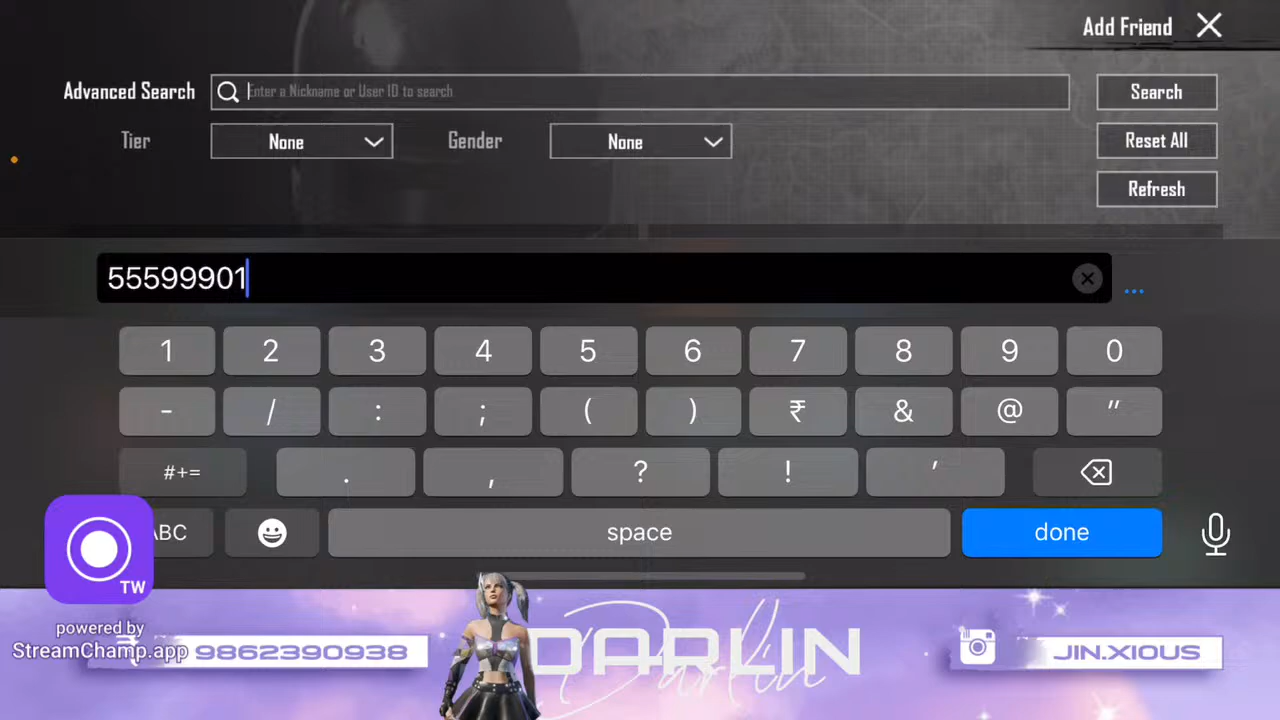 Add Friend
Advanced Search
Enter a Nickname or User ID to search
Search
Tier
None
Gender
None
Reset All
Refresh
55599901
...
1 2 3 4 5 6 7 8 9 0
- / : ; ( ) ₹ & @ "
#+= . , ? ! '
ABC
space
done
TW
powered by
StreamChamp.app
9862390938
DARLIN
Darlin
JIN.XIOUS